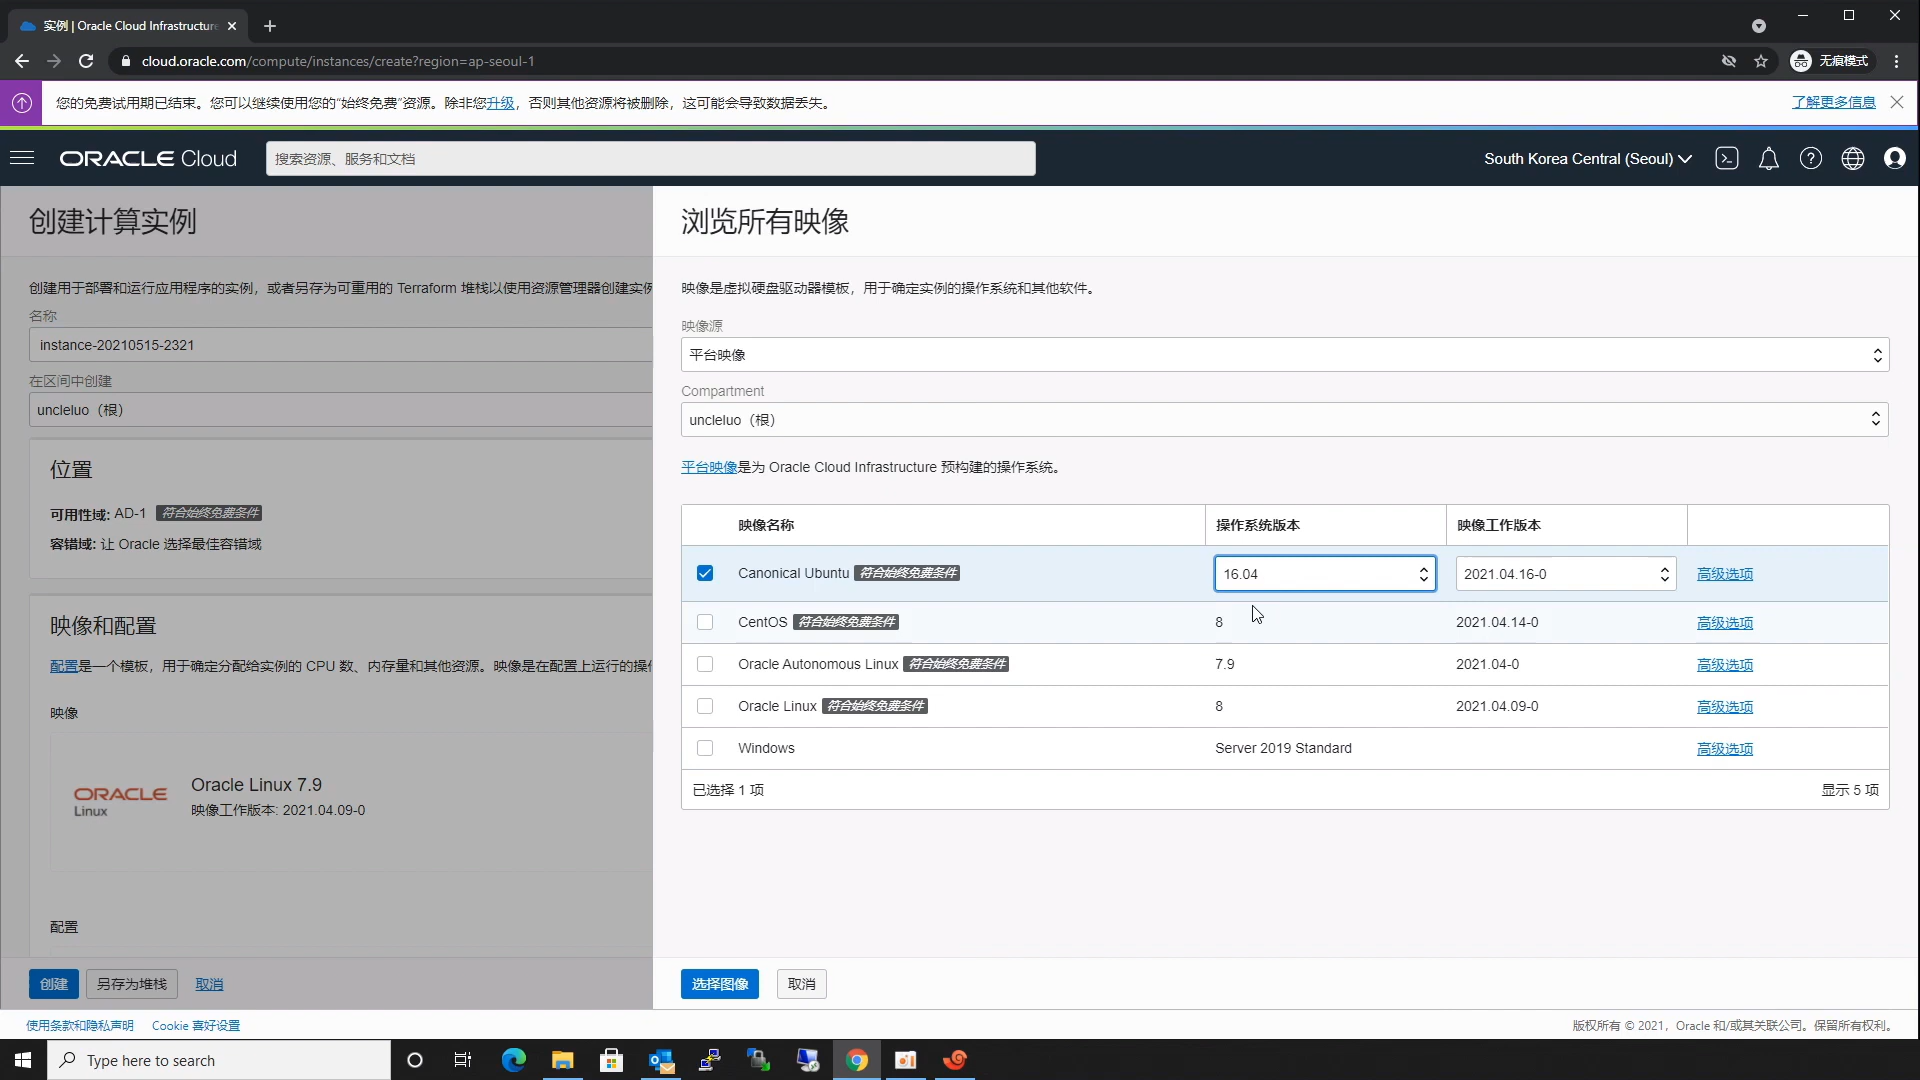 实例 | Oracle Cloud Infrastructure
cloud.oracle.com/compute/instances/create?region=ap-seoul-1
无痕模式
您的免费试用期已结束。您可以继续使用您的“始终免费”资源。除非您升级，否则其他资源将被删除，这可能会导致数据丢失。
了解更多信息
ORACLE Cloud
搜索资源、服务和文档
South Korea Central (Seoul)
创建计算实例
创建用于部署和运行应用程序的实例，或者另存为可重用的 Terraform 堆栈以使用资源管理器创建实例
名称
instance-20210515-2321
在区间中创建
uncleluo（根）
位置
可用性域: AD-1 符合始终免费条件
容错域: 让 Oracle 选择最佳容错域
映像和配置
配置是一个模板，用于确定分配给实例的 CPU 数、内存量和其他资源。映像是在配置上运行的操作
映像
ORACLE
Linux
Oracle Linux 7.9
映像工作版本: 2021.04.09-0
配置
创建
另存为堆栈
取消
浏览所有映像
映像是虚拟硬盘驱动器模板，用于确定实例的操作系统和其他软件。
映像源
平台映像
Compartment
uncleluo（根）
平台映像是为 Oracle Cloud Infrastructure 预构建的操作系统。
映像名称 操作系统版本 映像工作版本
Canonical Ubuntu 符合始终免费条件 16.04 2021.04.16-0 高级选项
CentOS 符合始终免费条件 8 2021.04.14-0 高级选项
Oracle Autonomous Linux 符合始终免费条件 7.9 2021.04-0 高级选项
Oracle Linux 符合始终免费条件 8 2021.04.09-0 高级选项
Windows Server 2019 Standard 高级选项
已选择 1 项 显示 5 项
选择图像
取消
使用条款和隐私声明 Cookie 喜好设置
版权所有 © 2021，Oracle 和/或其关联公司。保留所有权利。
Type here to search